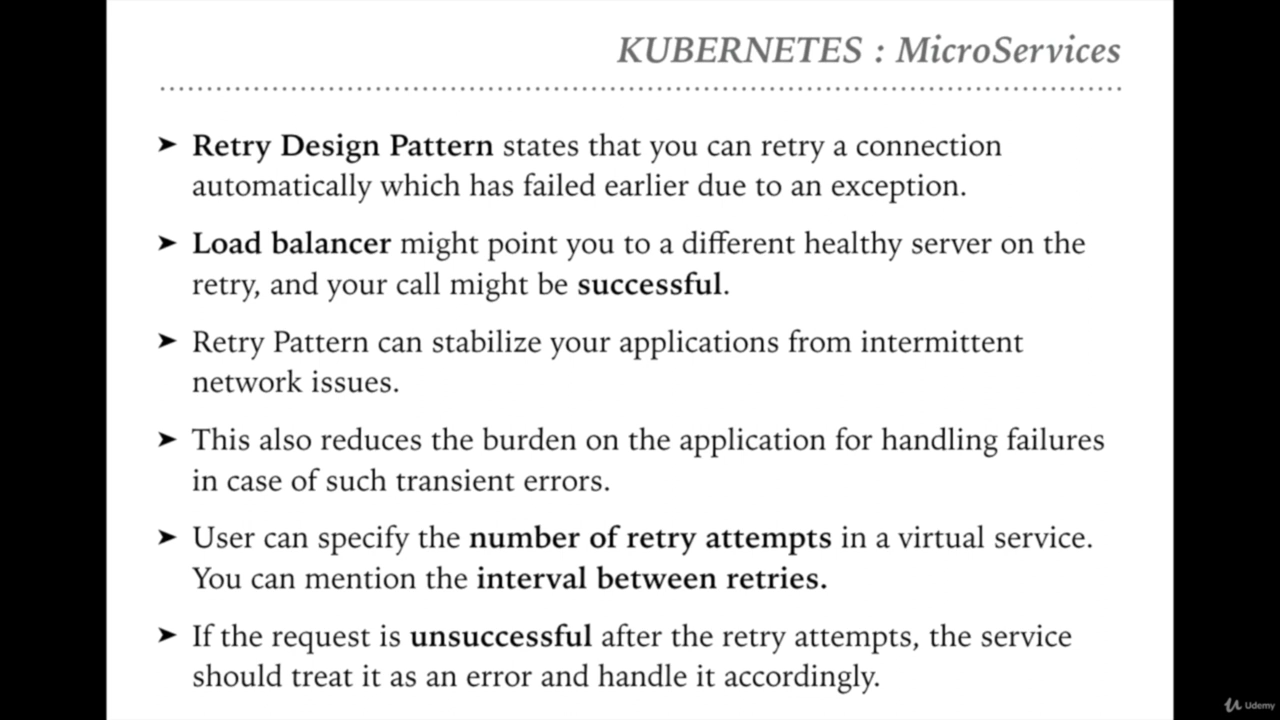 KUBERNETES : MicroServices
➤ Retry Design Pattern states that you can retry a connection
automatically which has failed earlier due to an exception.
➤ Load balancer might point you to a different healthy server on the
retry, and your call might be successful.
➤ Retry Pattern can stabilize your applications from intermittent
network issues.
➤ This also reduces the burden on the application for handling failures
in case of such transient errors.
➤ User can specify the number of retry attempts in a virtual service.
You can mention the interval between retries.
➤ If the request is unsuccessful after the retry attempts, the service
should treat it as an error and handle it accordingly.
Udemy